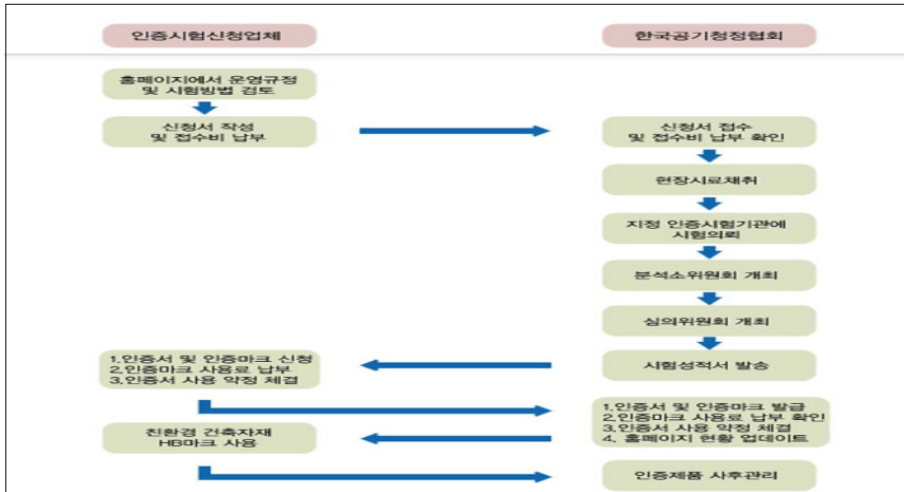 인증시험신청업체
한국공기청정협회
홈페이지에서 운영규정
및 시험방법 검토
신청서 작성
및 접수비 납부
신청서 접수
및 접수비 납부 확인
현장시료채취
지정 인증시험기관에
시험의뢰
분석소위원회 개최
심의위원회 개최
시험성적서 발송
1.인증서 및 인증마크 신청
2.인증마크 사용료 납부
3.인증서 사용 약정 체결
1.인증서 및 인증마크 발급
2.인증마크 사용료 납부 확인
3.인증서 사용 약정 체결
4. 홈페이지 현황 업데이트
친환경 건축자재
HB마크 사용
인증제품 사후관리